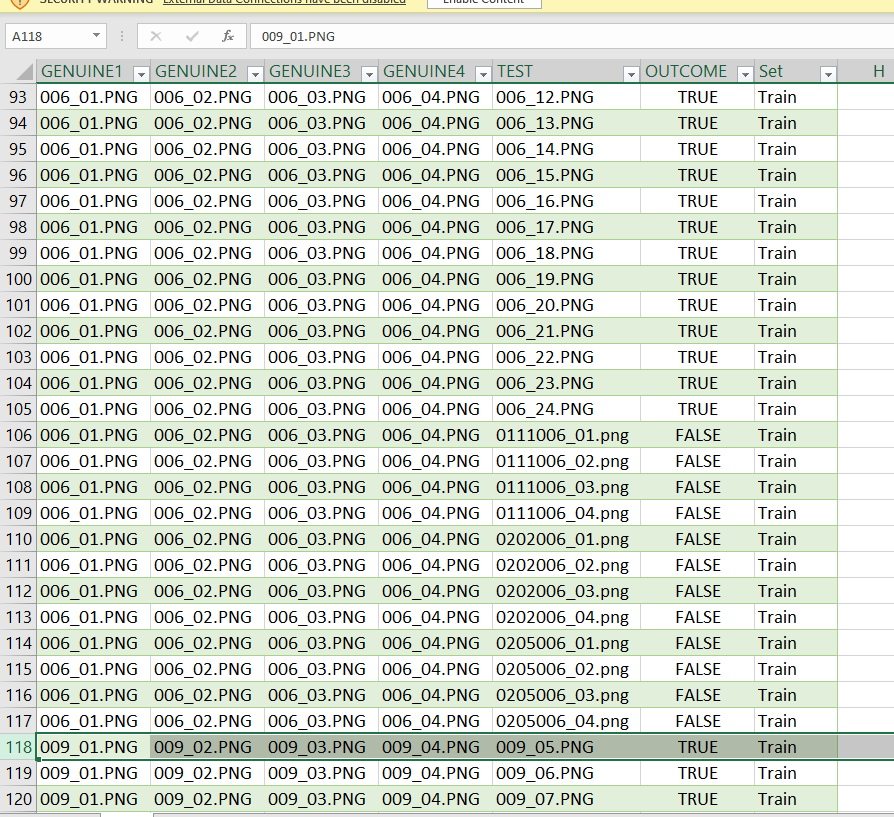 SECURITY WARNING External Data Connections have been disabled Enable Content
A118 fx 009_01.PNG
GENUINE1 GENUINE2 GENUINE3 GENUINE4 TEST OUTCOME Set H
93 006_01.PNG 006_02.PNG 006_03.PNG 006_04.PNG 006_12.PNG TRUE Train
94 006_01.PNG 006_02.PNG 006_03.PNG 006_04.PNG 006_13.PNG TRUE Train
95 006_01.PNG 006_02.PNG 006_03.PNG 006_04.PNG 006_14.PNG TRUE Train
96 006_01.PNG 006_02.PNG 006_03.PNG 006_04.PNG 006_15.PNG TRUE Train
97 006_01.PNG 006_02.PNG 006_03.PNG 006_04.PNG 006_16.PNG TRUE Train
98 006_01.PNG 006_02.PNG 006_03.PNG 006_04.PNG 006_17.PNG TRUE Train
99 006_01.PNG 006_02.PNG 006_03.PNG 006_04.PNG 006_18.PNG TRUE Train
100 006_01.PNG 006_02.PNG 006_03.PNG 006_04.PNG 006_19.PNG TRUE Train
101 006_01.PNG 006_02.PNG 006_03.PNG 006_04.PNG 006_20.PNG TRUE Train
102 006_01.PNG 006_02.PNG 006_03.PNG 006_04.PNG 006_21.PNG TRUE Train
103 006_01.PNG 006_02.PNG 006_03.PNG 006_04.PNG 006_22.PNG TRUE Train
104 006_01.PNG 006_02.PNG 006_03.PNG 006_04.PNG 006_23.PNG TRUE Train
105 006_01.PNG 006_02.PNG 006_03.PNG 006_04.PNG 006_24.PNG TRUE Train
106 006_01.PNG 006_02.PNG 006_03.PNG 006_04.PNG 0111006_01.png FALSE Train
107 006_01.PNG 006_02.PNG 006_03.PNG 006_04.PNG 0111006_02.png FALSE Train
108 006_01.PNG 006_02.PNG 006_03.PNG 006_04.PNG 0111006_03.png FALSE Train
109 006_01.PNG 006_02.PNG 006_03.PNG 006_04.PNG 0111006_04.png FALSE Train
110 006_01.PNG 006_02.PNG 006_03.PNG 006_04.PNG 0202006_01.png FALSE Train
111 006_01.PNG 006_02.PNG 006_03.PNG 006_04.PNG 0202006_02.png FALSE Train
112 006_01.PNG 006_02.PNG 006_03.PNG 006_04.PNG 0202006_03.png FALSE Train
113 006_01.PNG 006_02.PNG 006_03.PNG 006_04.PNG 0202006_04.png FALSE Train
114 006_01.PNG 006_02.PNG 006_03.PNG 006_04.PNG 0205006_01.png FALSE Train
115 006_01.PNG 006_02.PNG 006_03.PNG 006_04.PNG 0205006_02.png FALSE Train
116 006_01.PNG 006_02.PNG 006_03.PNG 006_04.PNG 0205006_03.png FALSE Train
117 006_01.PNG 006_02.PNG 006_03.PNG 006_04.PNG 0205006_04.png FALSE Train
118 009_01.PNG 009_02.PNG 009_03.PNG 009_04.PNG 009_05.PNG TRUE Train
119 009_01.PNG 009_02.PNG 009_03.PNG 009_04.PNG 009_06.PNG TRUE Train
120 009_01.PNG 009_02.PNG 009_03.PNG 009_04.PNG 009_07.PNG TRUE Train